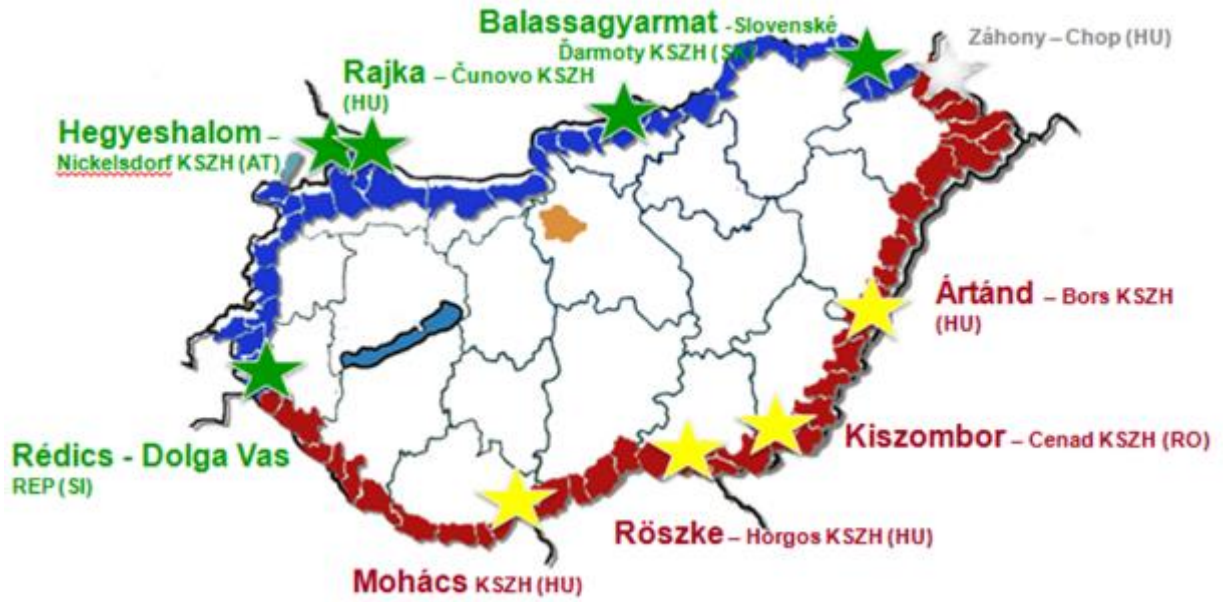 Balassagyarmat - Slovenské
Ďarmoty KSZH (SK)
Záhony – Chop (HU)
Rajka – Čunovo KSZH
(HU)
Hegyeshalom –
Nickelsdorf KSZH (AT)
Ártánd – Bors KSZH
(HU)
Kiszombor – Cenad KSZH (RO)
Rédics - Dolga Vas
REP (SI)
Röszke – Horgos KSZH (HU)
Mohács KSZH (HU)